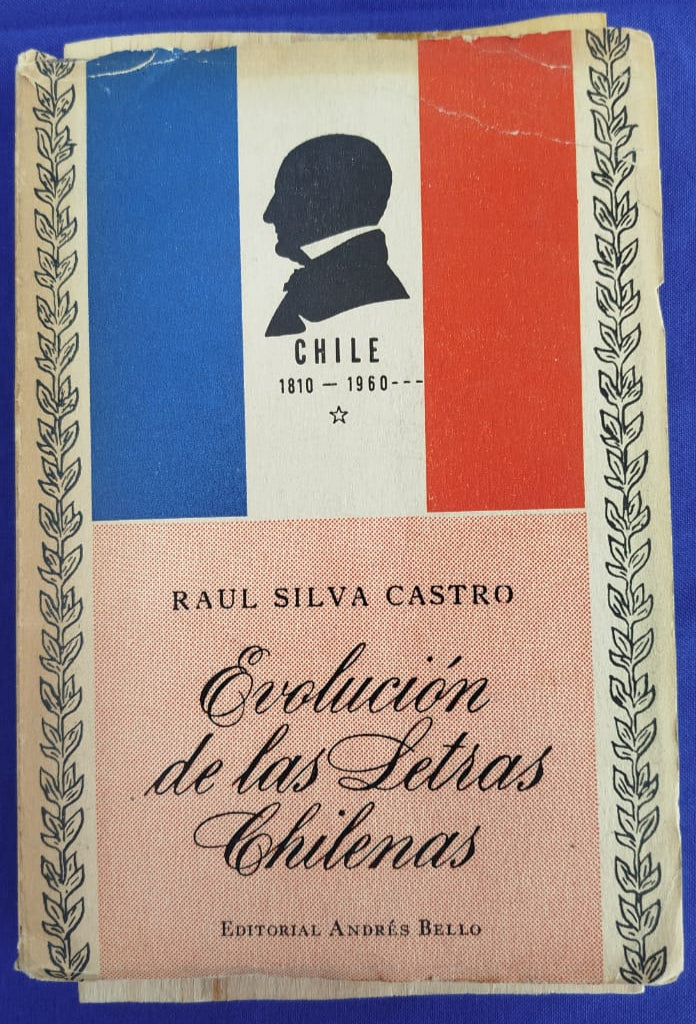 CHILE
1810 — 1960---
RAUL SILVA CASTRO
Evolución
de las Letras
Chilenas
EDITORIAL ANDRÉS BELLO